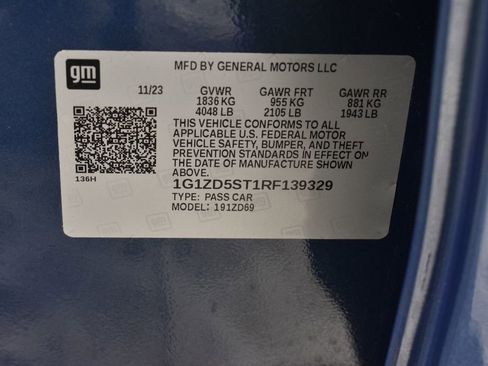 gm
MFD BY GENERAL MOTORS LLC
11/23 GVWR GAWR FRT GAWR RR
1836 KG 955 KG 881 KG
4048 LB 2105 LB 1943 LB
THIS VEHICLE CONFORMS TO ALL
APPLICABLE U.S. FEDERAL MOTOR
VEHICLE SAFETY, BUMPER, AND THEFT
PREVENTION STANDARDS IN EFFECT ON
THE DATE OF MANUFACTURE SHOWN
ABOVE.
136H
1G1ZD5ST1RF139329
TYPE: PASS CAR
MODEL: 191ZD69